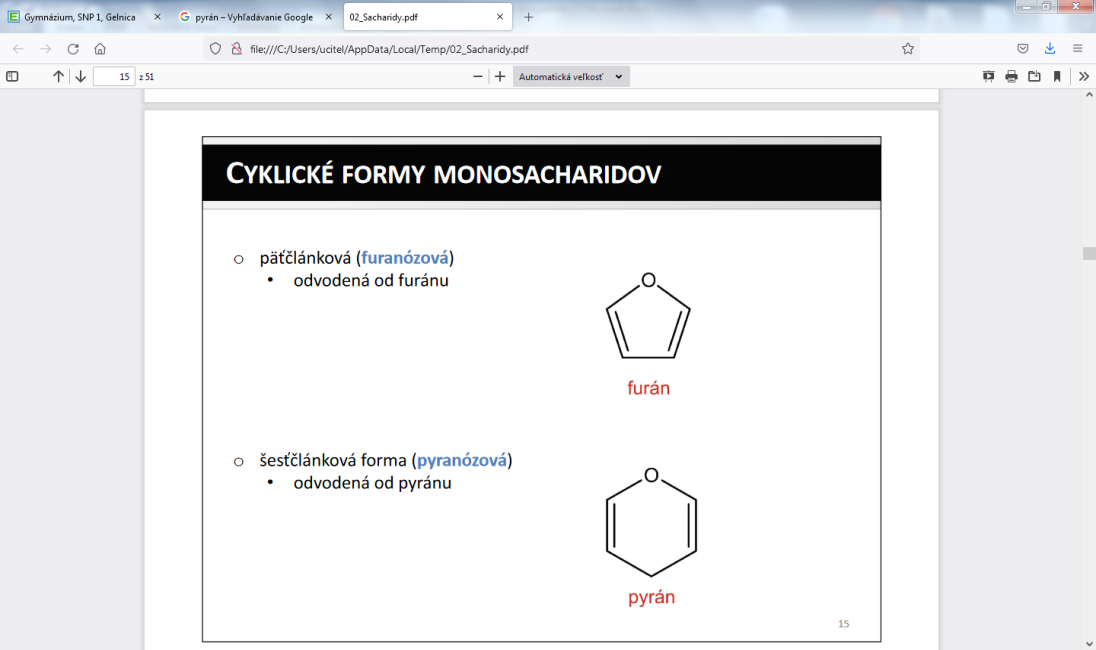 Gymnázium, SNP 1, Gelnica
pyrán – Vyhľadávanie Google
02_Sacharidy.pdf
file:///C:/Users/ucitel/AppData/Local/Temp/02_Sacharidy.pdf
15 z 51
Automatická veľkosť
CYKLICKÉ FORMY MONOSACHARIDOV
päťčlánková (furanózová)
odvodená od furánu
O
furán
šesťčlánková forma (pyranózová)
odvodená od pyránu
O
pyrán
15